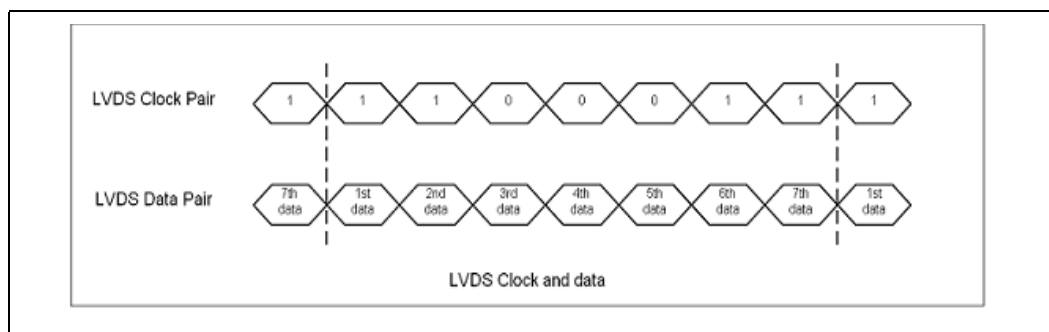 LVDS Clock Pair 1 1 1 0 0 0 1 1 1
LVDS Data Pair 7th data 1st data 2nd data 3rd data 4th data 5th data 6th data 7th data 1st data
LVDS Clock and data